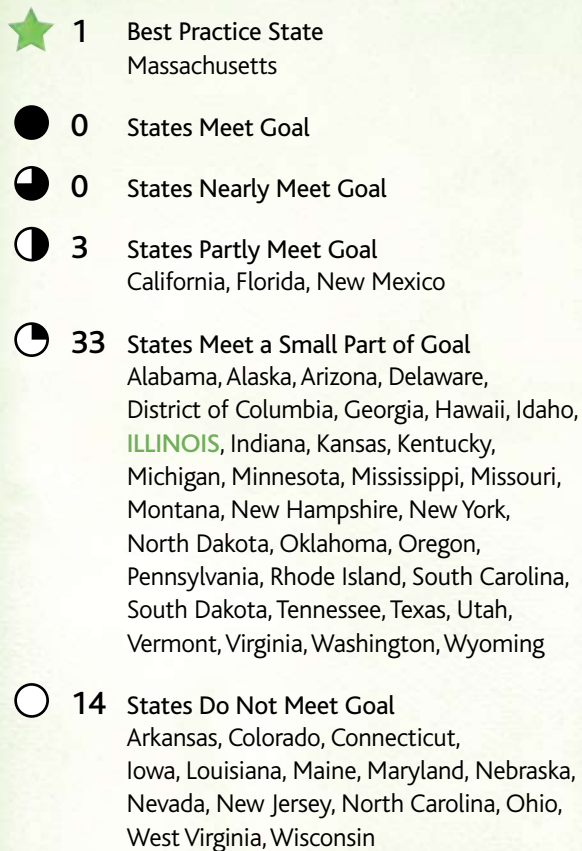 1 Best Practice State
Massachusetts
0 States Meet Goal
0 States Nearly Meet Goal
3 States Partly Meet Goal
California, Florida, New Mexico
33 States Meet a Small Part of Goal
Alabama, Alaska, Arizona, Delaware,
District of Columbia, Georgia, Hawaii, Idaho,
ILLINOIS, Indiana, Kansas, Kentucky,
Michigan, Minnesota, Mississippi, Missouri,
Montana, New Hampshire, New York,
North Dakota, Oklahoma, Oregon,
Pennsylvania, Rhode Island, South Carolina,
South Dakota, Tennessee, Texas, Utah,
Vermont, Virginia, Washington, Wyoming
14 States Do Not Meet Goal
Arkansas, Colorado, Connecticut,
Iowa, Louisiana, Maine, Maryland, Nebraska,
Nevada, New Jersey, North Carolina, Ohio,
West Virginia, Wisconsin